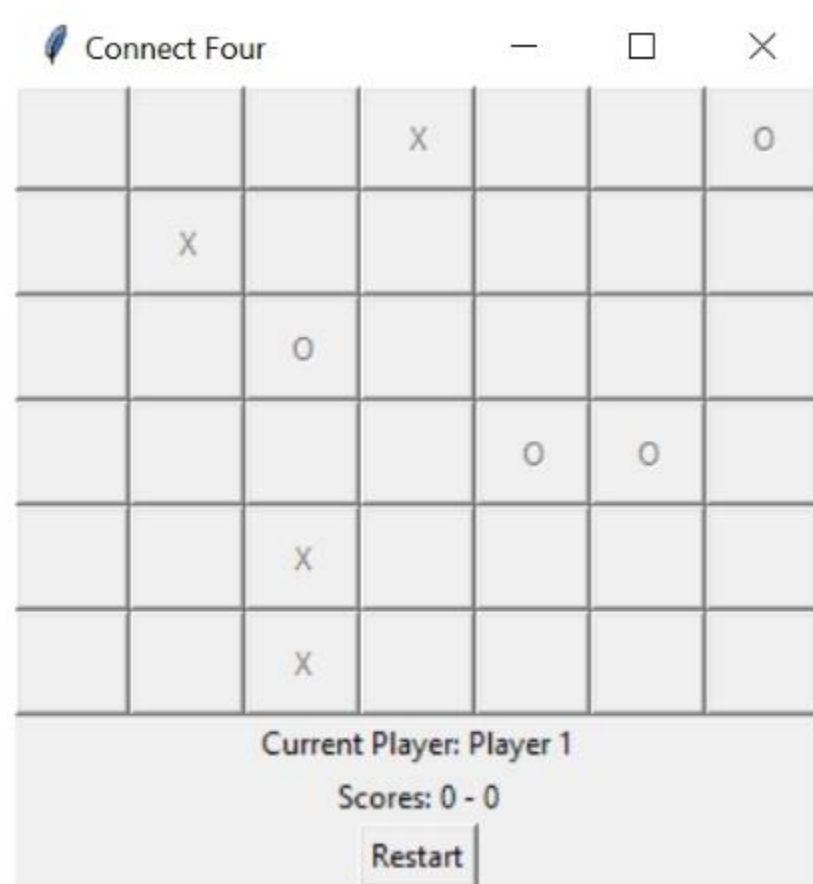 Connect Four
X O
X
O
O O
X
X
Current Player: Player 1
Scores: 0 - 0
Restart